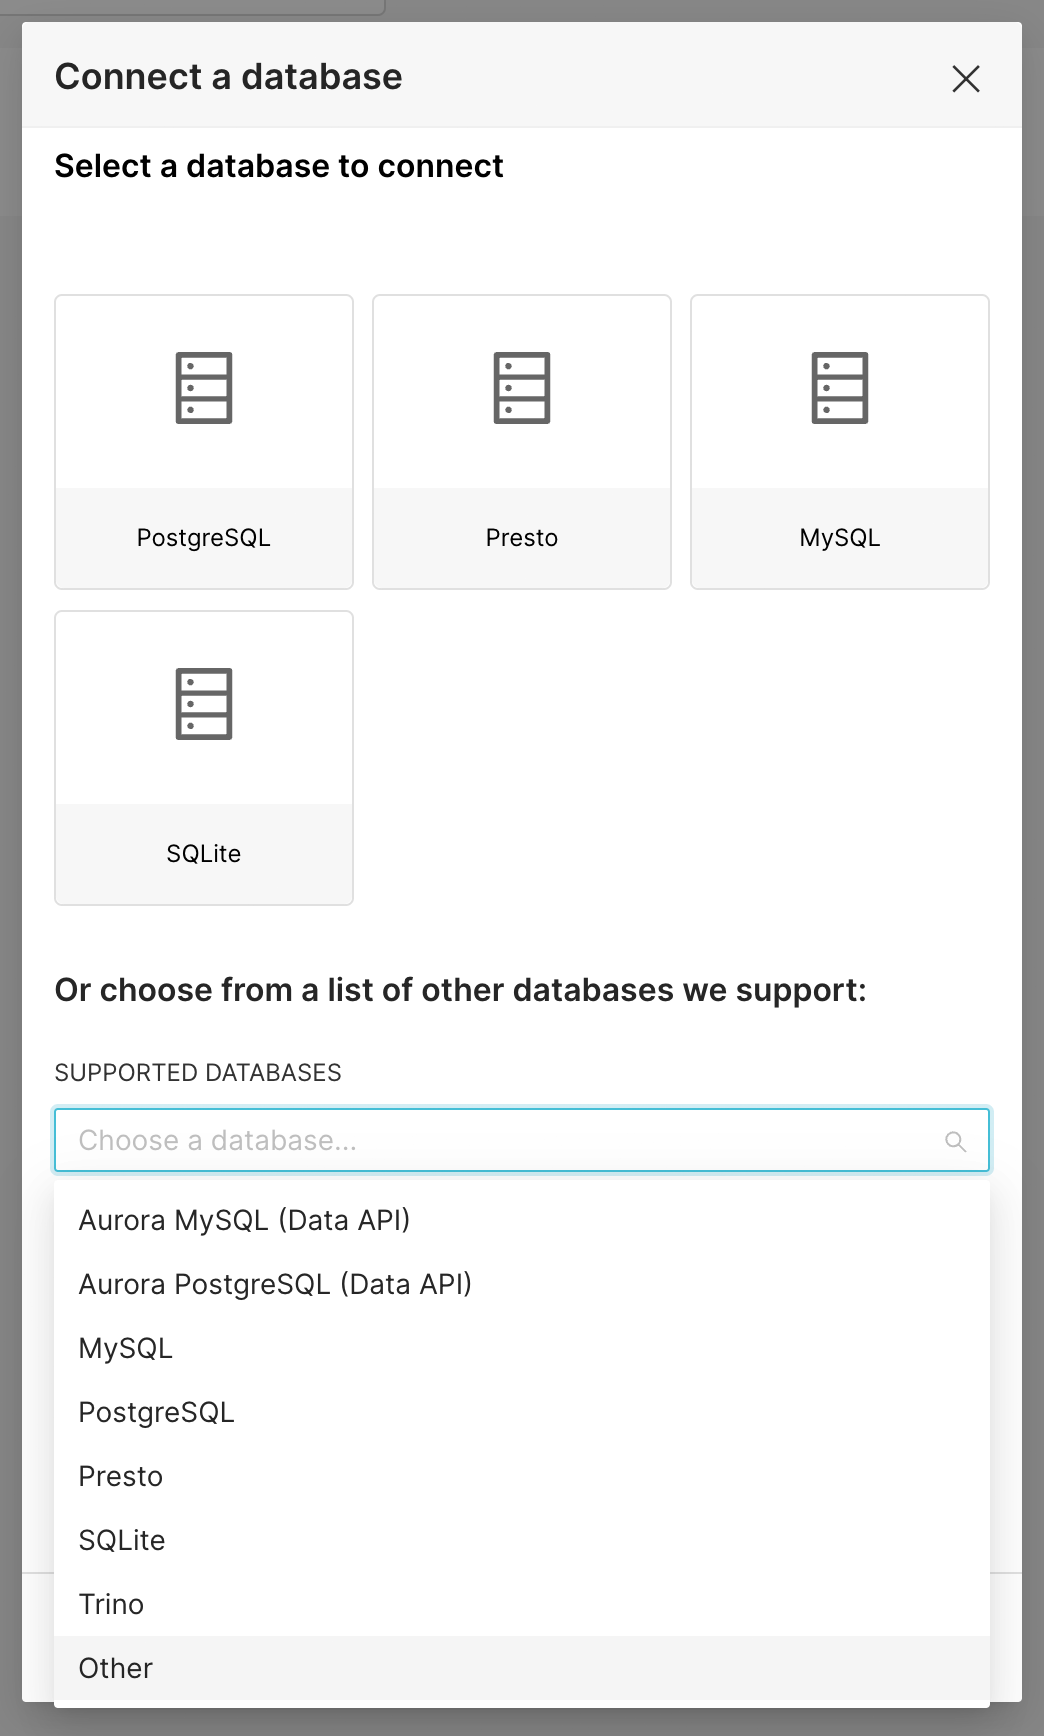 Connect a database
Select a database to connect
PostgreSQL
Presto
MySQL
SQLite
Or choose from a list of other databases we support:
SUPPORTED DATABASES
Choose a database...
Aurora MySQL (Data API)
Aurora PostgreSQL (Data API)
MySQL
PostgreSQL
Presto
SQLite
Trino
Other